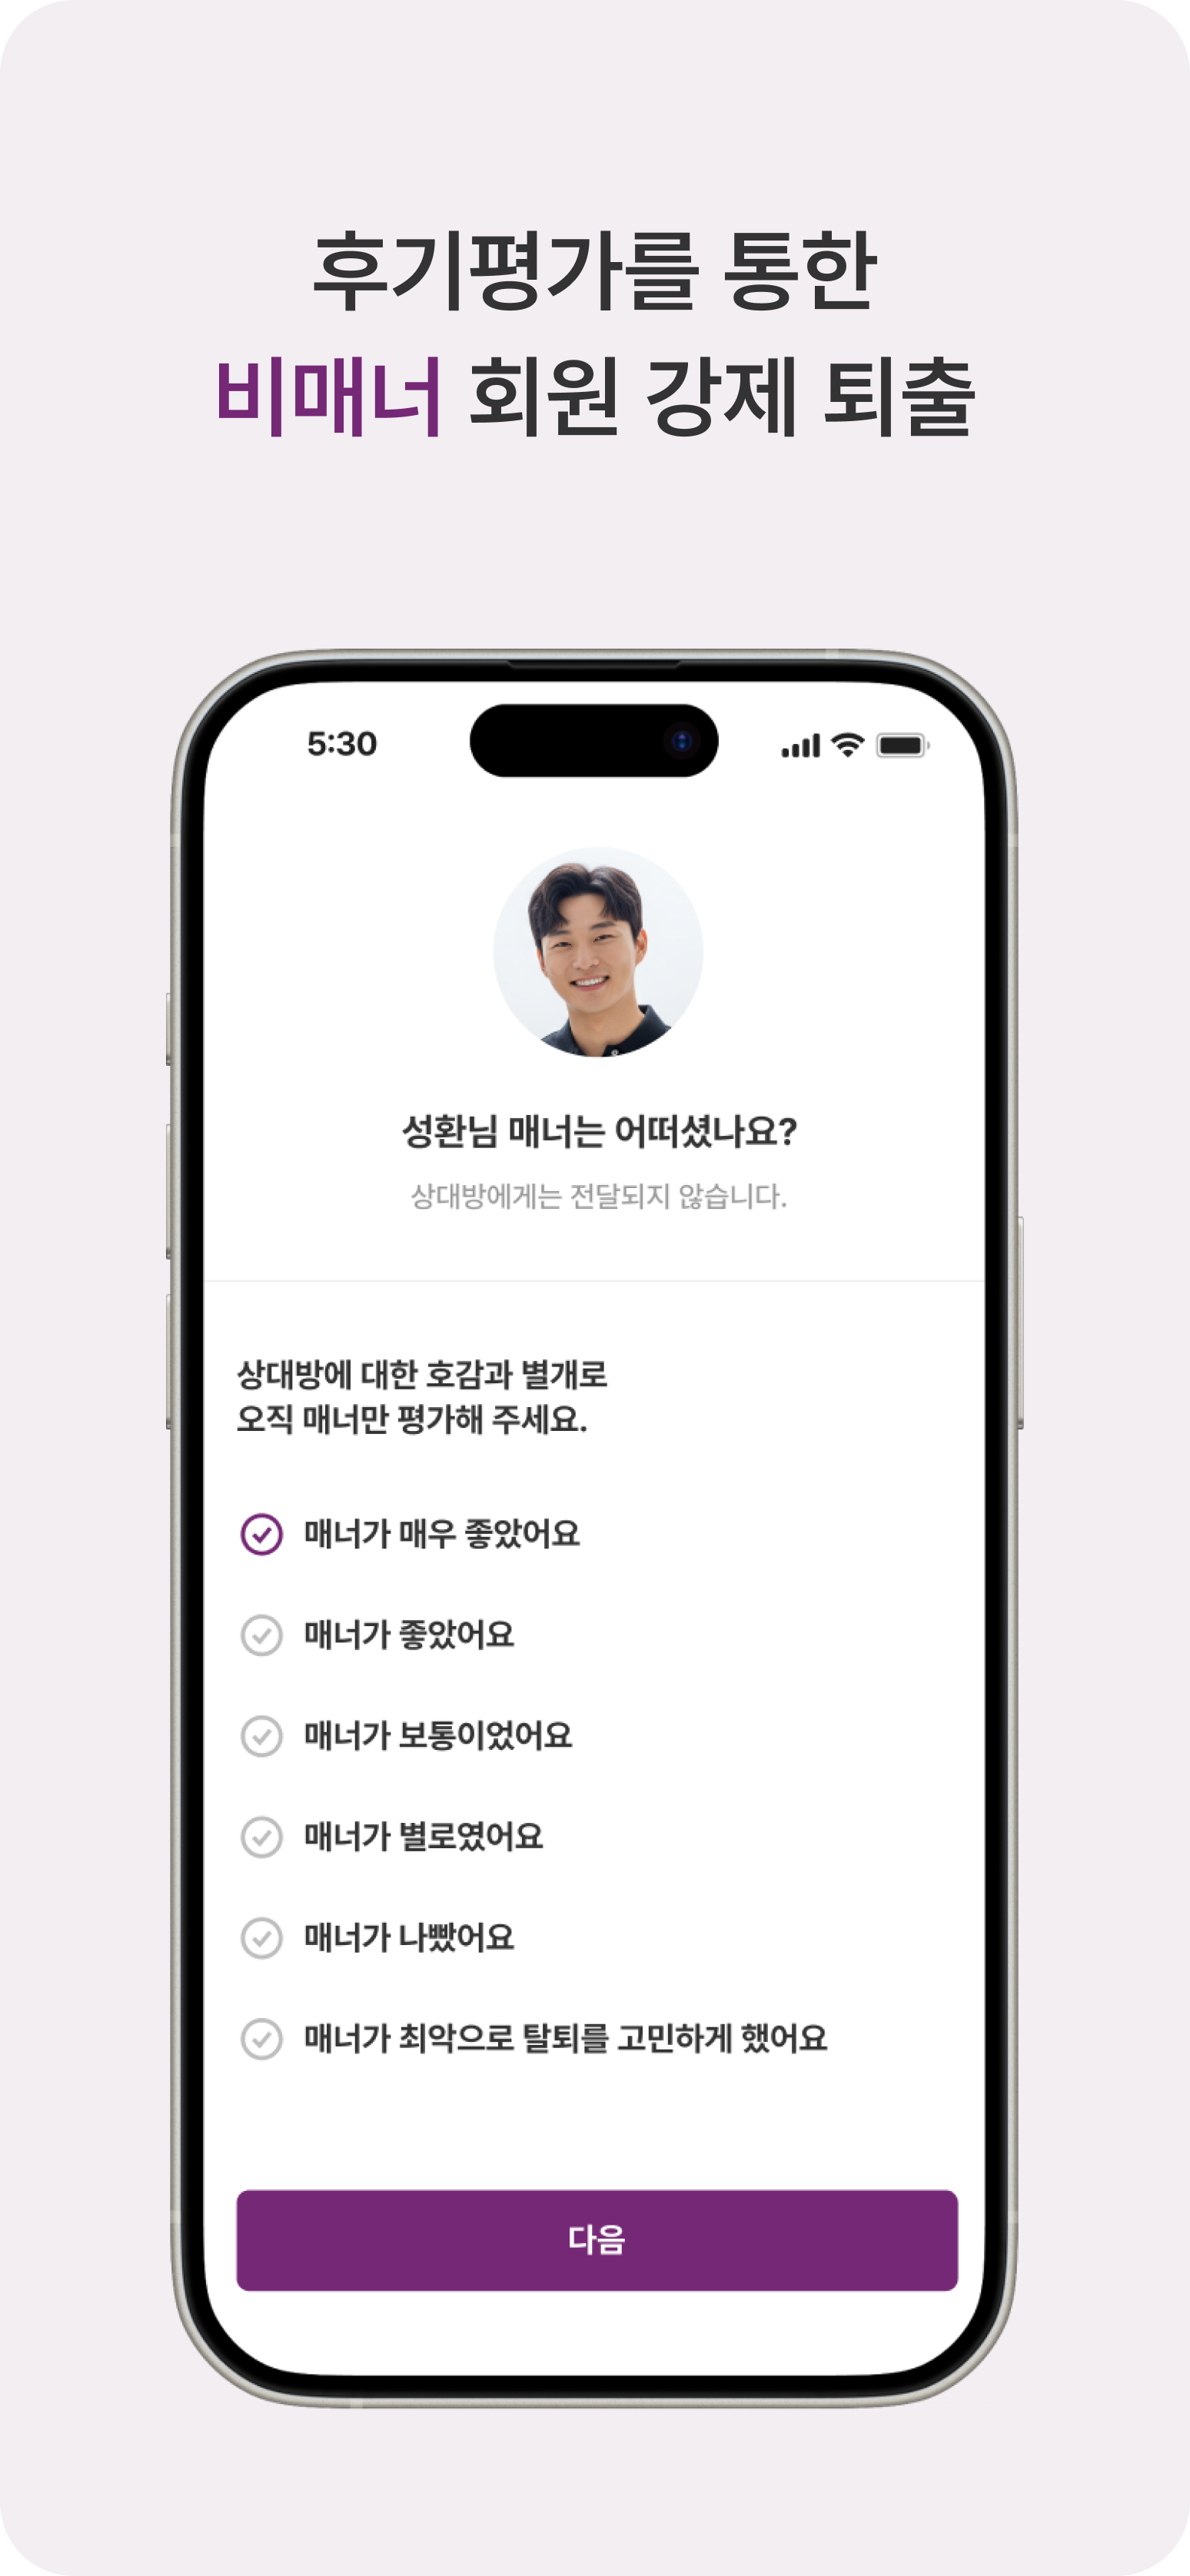 후기평가를 통한
비매너 회원 강제 퇴출
5:30
성환님 매너는 어떠셨나요?
상대방에게는 전달되지 않습니다.
상대방에 대한 호감과 별개로
오직 매너만 평가해 주세요.
매너가 매우 좋았어요
매너가 좋았어요
매너가 보통이었어요
매너가 별로였어요
매너가 나빴어요
매너가 최악으로 탈퇴를 고민하게 했어요
다음